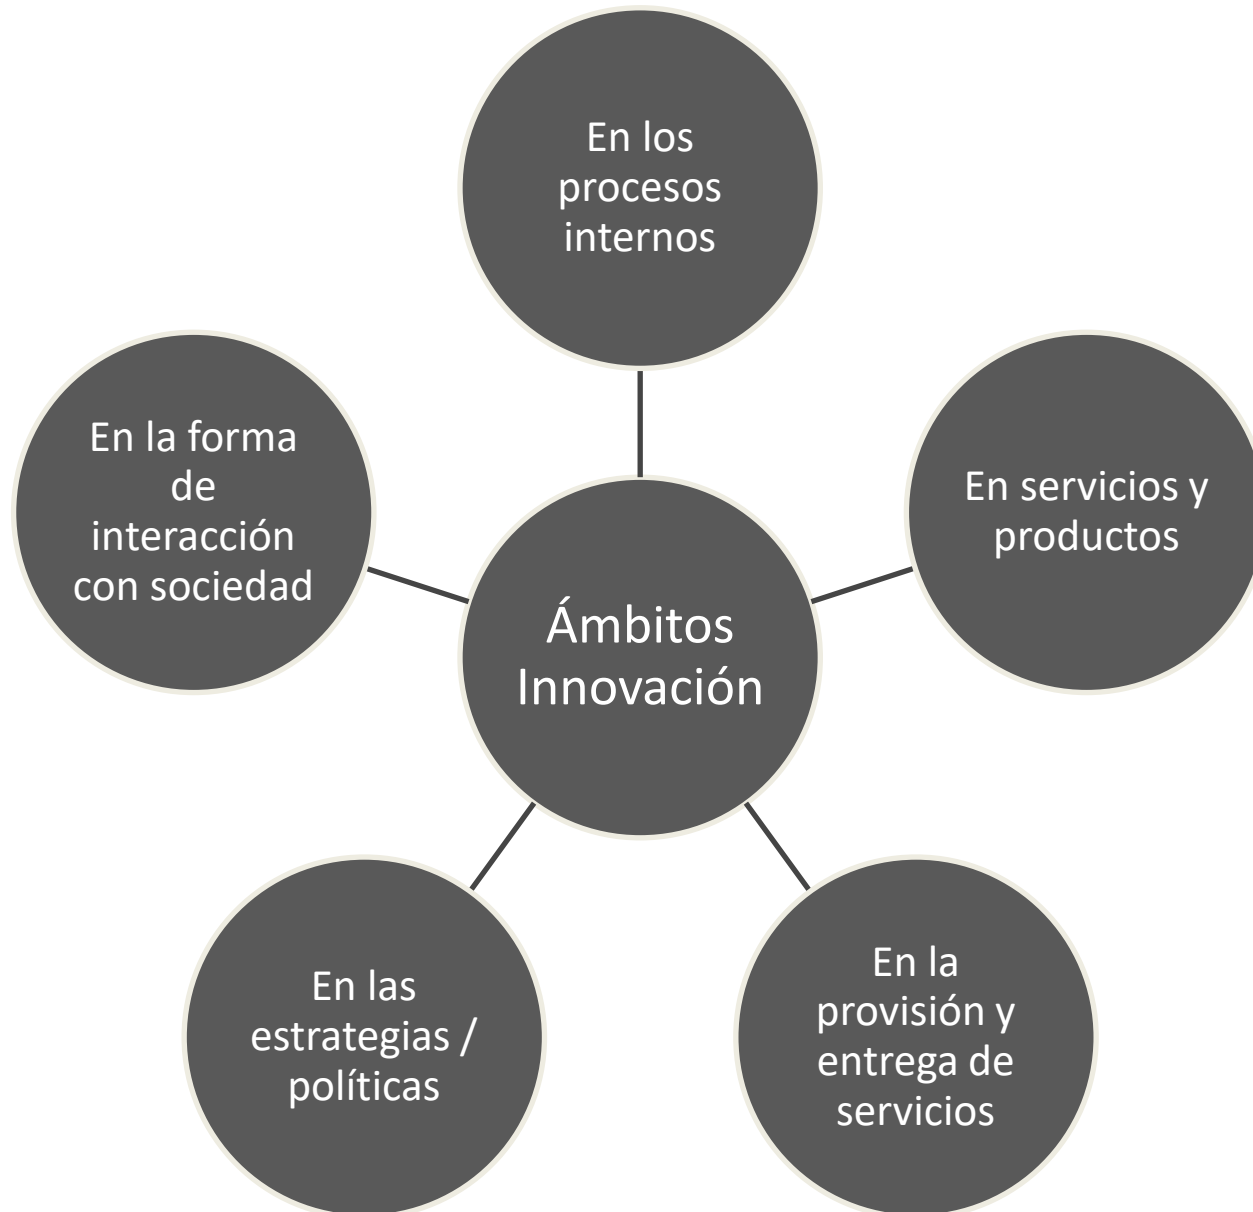 En los
procesos
internos
En servicios y
productos
En la
provisión y
entrega de
servicios
En las
estrategias /
políticas
En la forma
de
interacción
con sociedad
Ámbitos
Innovación